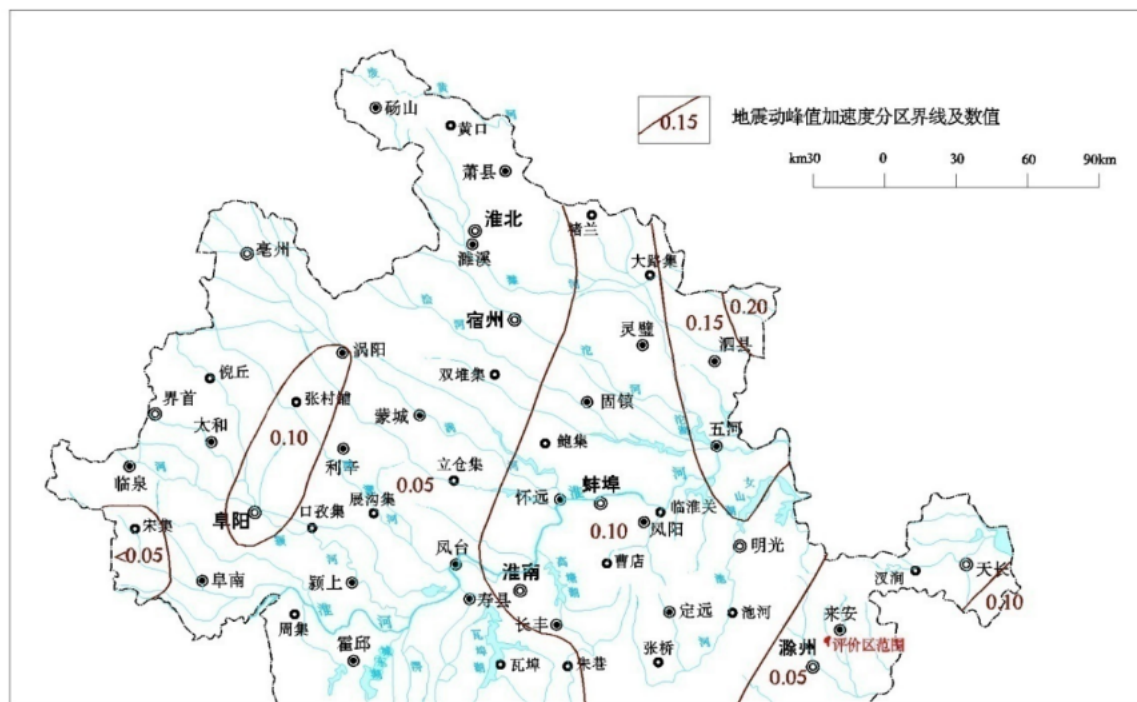 砀山
黄口
萧县
0.15 地震动峰值加速度分区界线及数值
km30 0 30 60 90km
淮北
濉溪
褚兰
亳州
大路集
宿州
0.15
0.20
灵璧
泗县
涡阳
双堆集
倪丘
界首
张村
蒙城
固镇
太和
0.10
利辛
鲍集
五河
临泉
立仓集
0.05
怀远
蚌埠
临淮关
宋集
<0.05
阜阳
口孜集
展沟集
0.10
凤阳
明光
凤台
曹店
阜南
颍上
淮南
寿县
汊涧
天长
0.10
周集
淮
河
长丰
定远
池河
来安
霍邱
瓦埠
朱巷
张桥
滁州
评价区范围
0.05